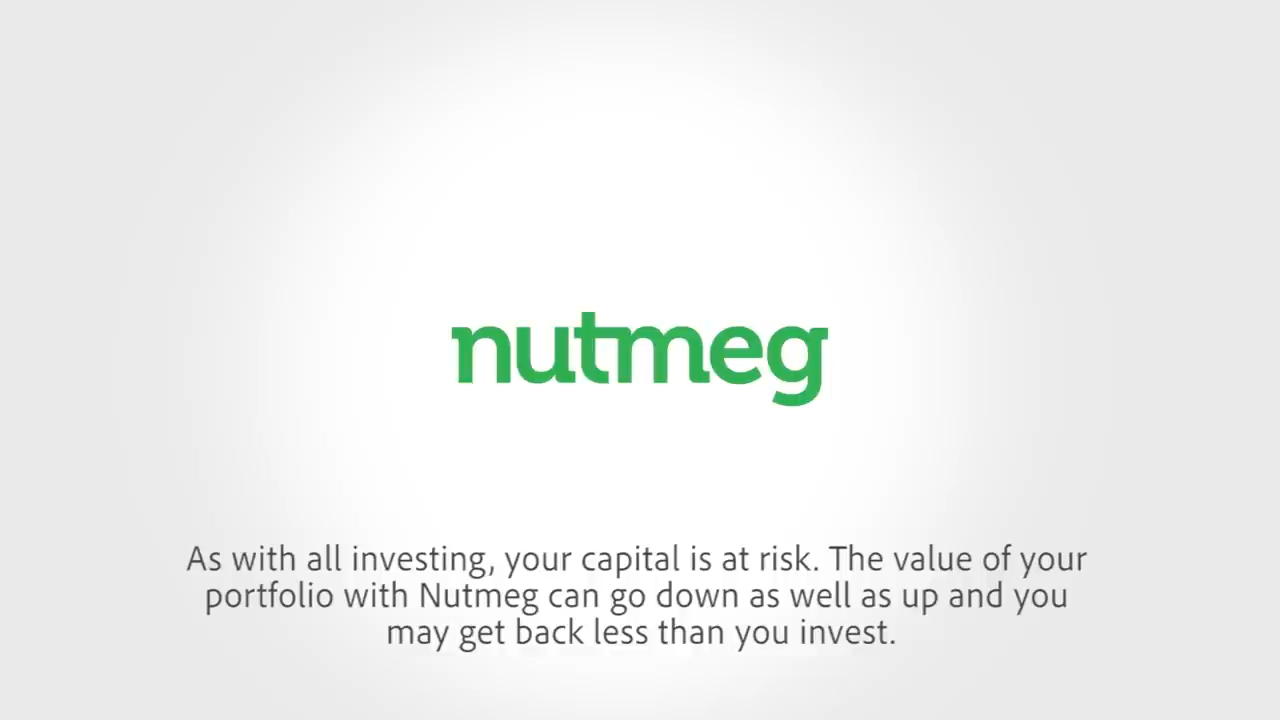 nutmeg
As with all investing, your capital is at risk. The value of your
portfolio with Nutmeg can go down as well as up and you
may get back less than you invest.